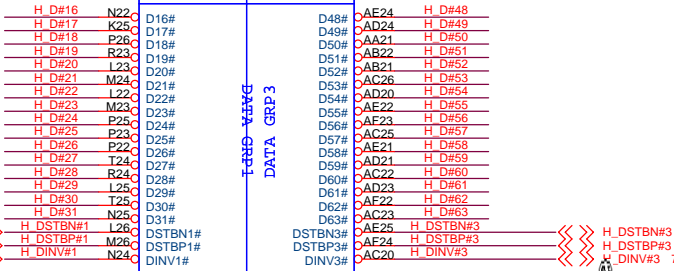 H_D#16 N22 D16# D48# AE24 H_D#48
H_D#17 K25 D17# D49# AD24 H_D#49
H_D#18 P26 D18# D50# AA21 H_D#50
H_D#19 R23 D19# D51# AB22 H_D#51
H_D#20 L23 D20# D52# AB21 H_D#52
H_D#21 M24 D21# D53# AC26 H_D#53
H_D#22 L22 D22# D54# AD20 H_D#54
H_D#23 M23 D23# D55# AE22 H_D#55
H_D#24 P25 D24# D56# AF23 H_D#56
H_D#25 P23 D25# D57# AC25 H_D#57
H_D#26 P22 D26# D58# AE21 H_D#58
H_D#27 T24 D27# D59# AD21 H_D#59
H_D#28 R24 D28# D60# AC22 H_D#60
H_D#29 L25 D29# D61# AD23 H_D#61
H_D#30 T25 D30# D62# AF22 H_D#62
H_D#31 N25 D31# D63# AC23 H_D#63
H_DSTBN#1 L26 DSTBN1# DSTBN3# AE25 H_DSTBN#3 H_DSTBN#3
H_DSTBP#1 M26 DSTBP1# DSTBP3# AF24 H_DSTBP#3 H_DSTBP#3
H_DINV#1 N24 DINV1# DINV3# AC20 H_DINV#3 H_DINV#3
DATA GRP1
DATA GRP3